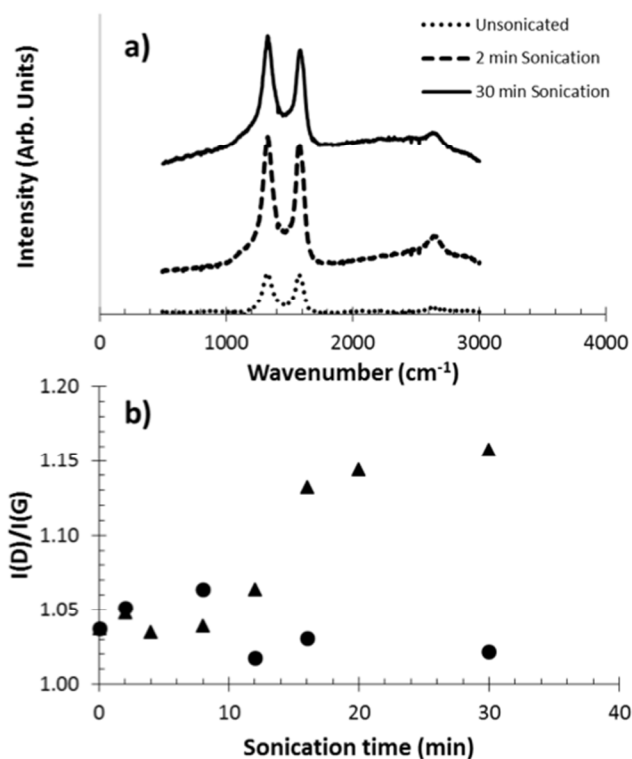 a)
Unsonicated
2 min Sonication
30 min Sonication
Intensity (Arb. Units)
0 1000 2000 3000 4000
Wavenumber (cm⁻¹)
b)
1.20
1.15
1.10
1.05
1.00
I(D)/I(G)
0 10 20 30 40
Sonication time (min)